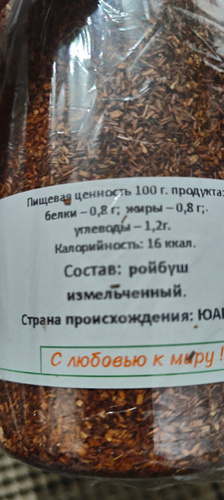 Пищевая ценность 100 г. продукта:
белки – 0,8 г; жиры – 0,8 г;
углеводы – 1,2г.
Калорийность: 16 ккал.
Состав: ройбуш
измельченный.
Страна происхождения: ЮАР
С любовью к миру!